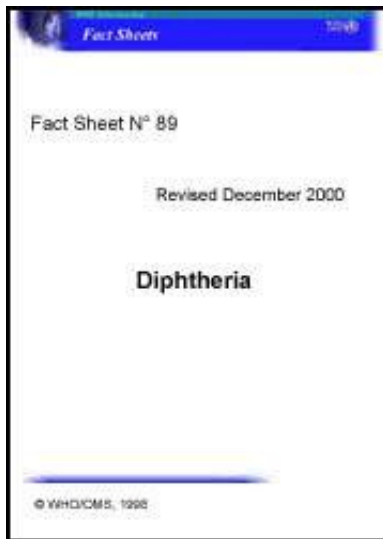 Fact Sheets
Fact Sheet N° 89
Revised December 2000
Diphtheria
© WHO/OMS, 1998